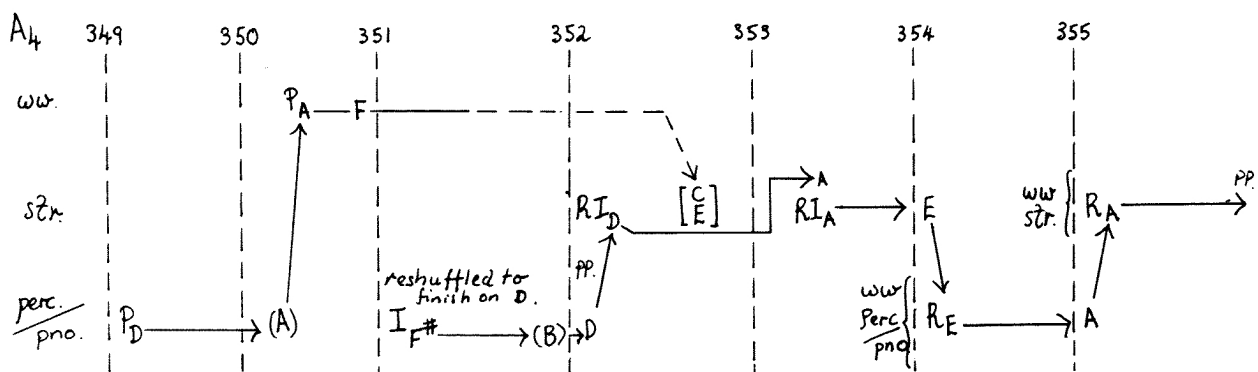 A4 349 350 351 352 353 354 355
ww.
PA F
str.
RID
[C E]
A
RIA
E
ww str.
RA
pp.
perc./pno.
PD
(A)
reshuffled to
finish on D.
IF#
(B)
D
pp.
ww
Perc/pno
RE
A